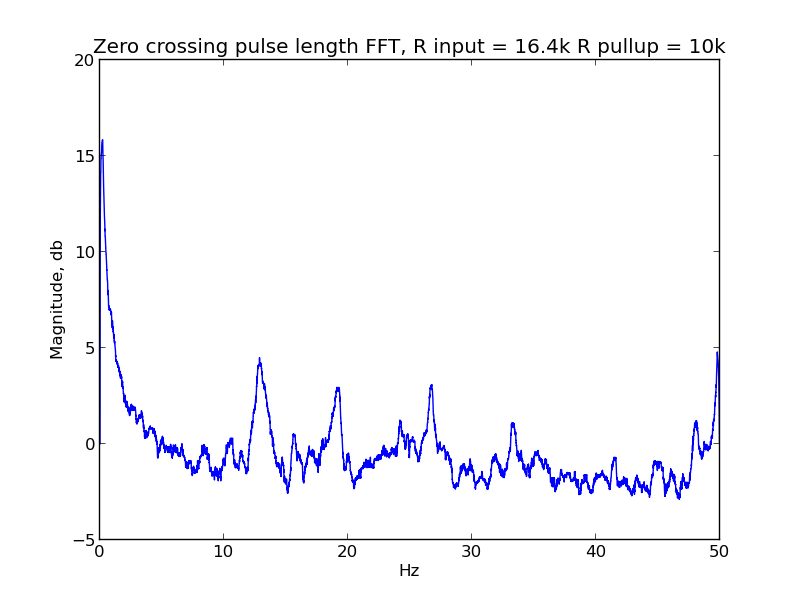 Zero crossing pulse length FFT, R input = 16.4k R pullup = 10k
20
15
10
5
0
−5
Magnitude, db
0 10 20 30 40 50
Hz